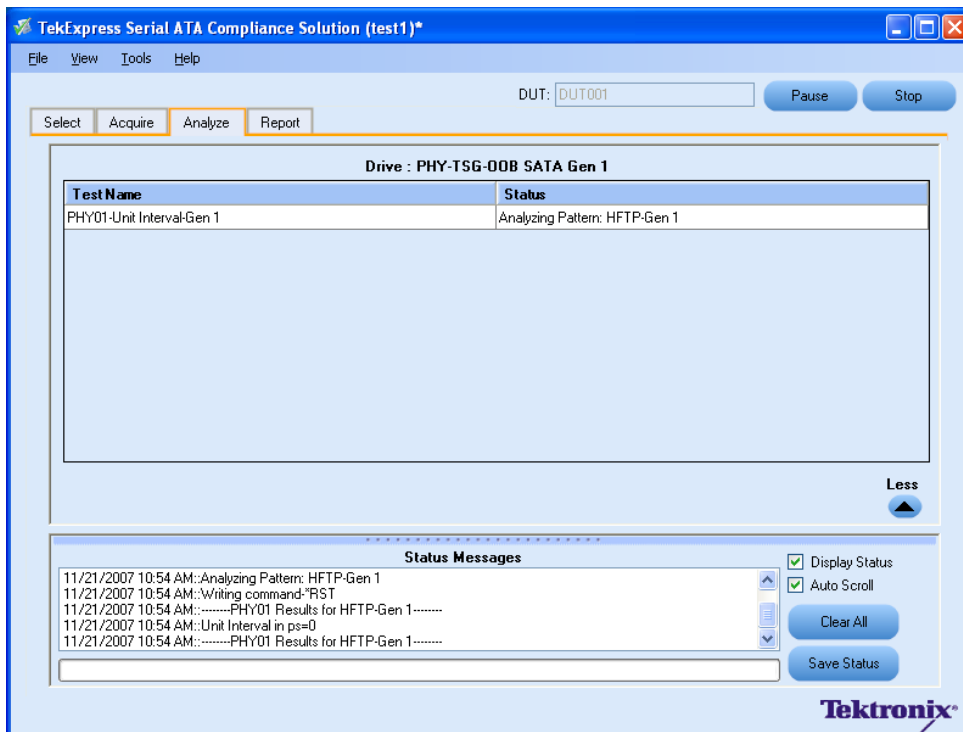 TekExpress Serial ATA Compliance Solution (test1)*
File View Tools Help
DUT: DUT001 Pause Stop
Select Acquire Analyze Report
Drive : PHY-TSG-OOB SATA Gen 1
Test Name Status
PHY01-Unit Interval-Gen 1 Analyzing Pattern: HFTP-Gen 1
Less
Status Messages
Display Status
Auto Scroll
11/21/2007 10:54 AM::Analyzing Pattern: HFTP-Gen 1
11/21/2007 10:54 AM::Writing command-*RST
11/21/2007 10:54 AM::--------PHY01 Results for HFTP-Gen 1--------
11/21/2007 10:54 AM::Unit Interval in ps=0
11/21/2007 10:54 AM::--------PHY01 Results for HFTP-Gen 1--------
Clear All
Save Status
Tektronix